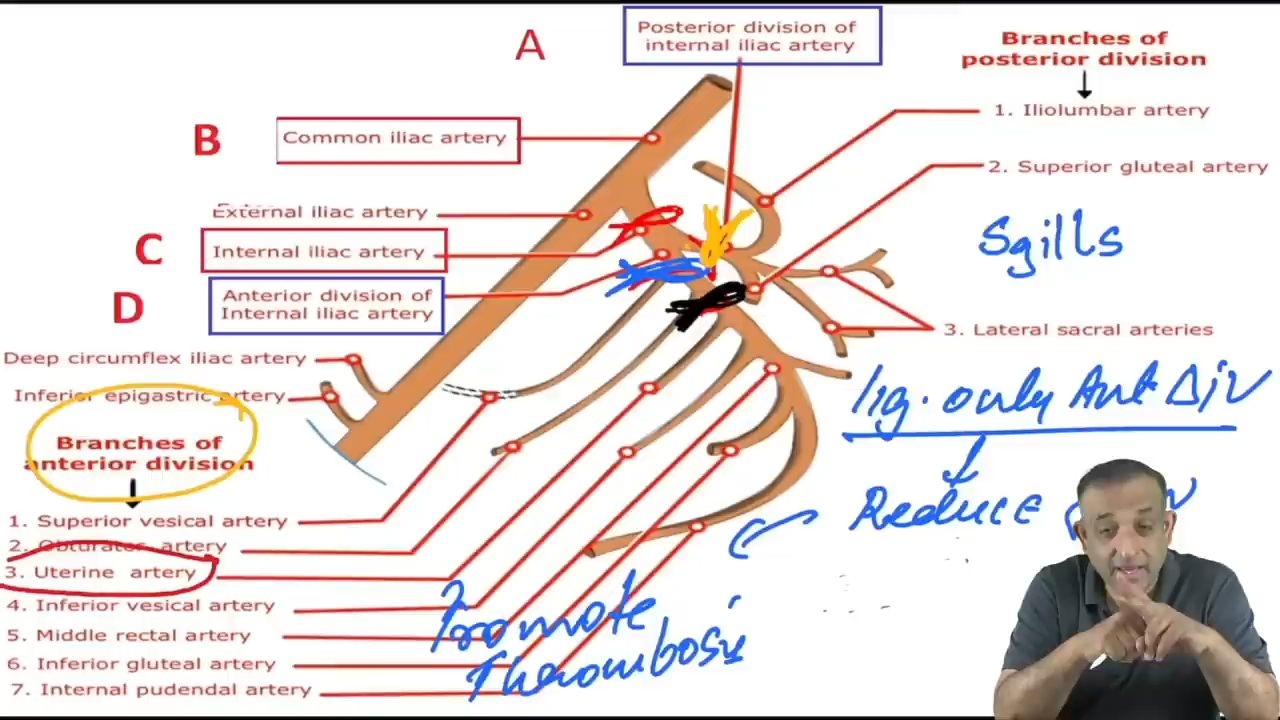 A
Posterior division of
internal iliac artery
Branches of
posterior division
1. Iliolumbar artery
B
Common iliac artery
2. Superior gluteal artery
External iliac artery
Sgills
C
Internal iliac artery
D
Anterior division of
Internal iliac artery
3. Lateral sacral arteries
Deep circumflex iliac artery
Inferior epigastric artery
lig. only Ant Div
Branches of
anterior division
Reduce
1. Superior vesical artery
2. Obturator artery
3. Uterine artery
4. Inferior vesical artery
Promote
Thrombosis
5. Middle rectal artery
6. Inferior gluteal artery
7. Internal pudendal artery